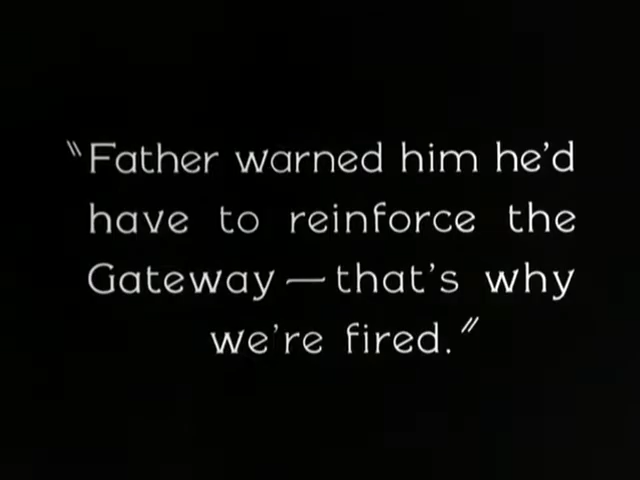 "Father warned him he'd
have to reinforce the
Gateway — that's why
we're fired."